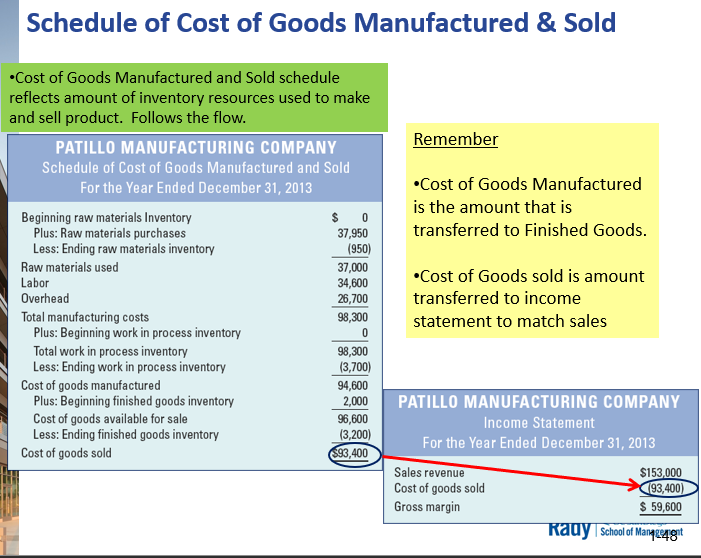 Schedule of Cost of Goods Manufactured & Sold
•Cost of Goods Manufactured and Sold schedule
reflects amount of inventory resources used to make
and sell product.  Follows the flow.
PATILLO MANUFACTURING COMPANY
Schedule of Cost of Goods Manufactured and Sold
For the Year Ended December 31, 2013
Beginning raw materials Inventory $ 0
Plus: Raw materials purchases 37,950
Less: Ending raw materials inventory (950)
Raw materials used 37,000
Labor 34,600
Overhead 26,700
Total manufacturing costs 98,300
Plus: Beginning work in process inventory 0
Total work in process inventory 98,300
Less: Ending work in process inventory (3,700)
Cost of goods manufactured 94,600
Plus: Beginning finished goods inventory 2,000
Cost of goods available for sale 96,600
Less: Ending finished goods inventory (3,200)
Cost of goods sold $93,400
Remember
•Cost of Goods Manufactured
is the amount that is
transferred to Finished Goods.
•Cost of Goods sold is amount
transferred to income
statement to match sales
PATILLO MANUFACTURING COMPANY
Income Statement
For the Year Ended December 31, 2013
Sales revenue $153,000
Cost of goods sold (93,400)
Gross margin $ 59,600
Rady School of Management
1-48